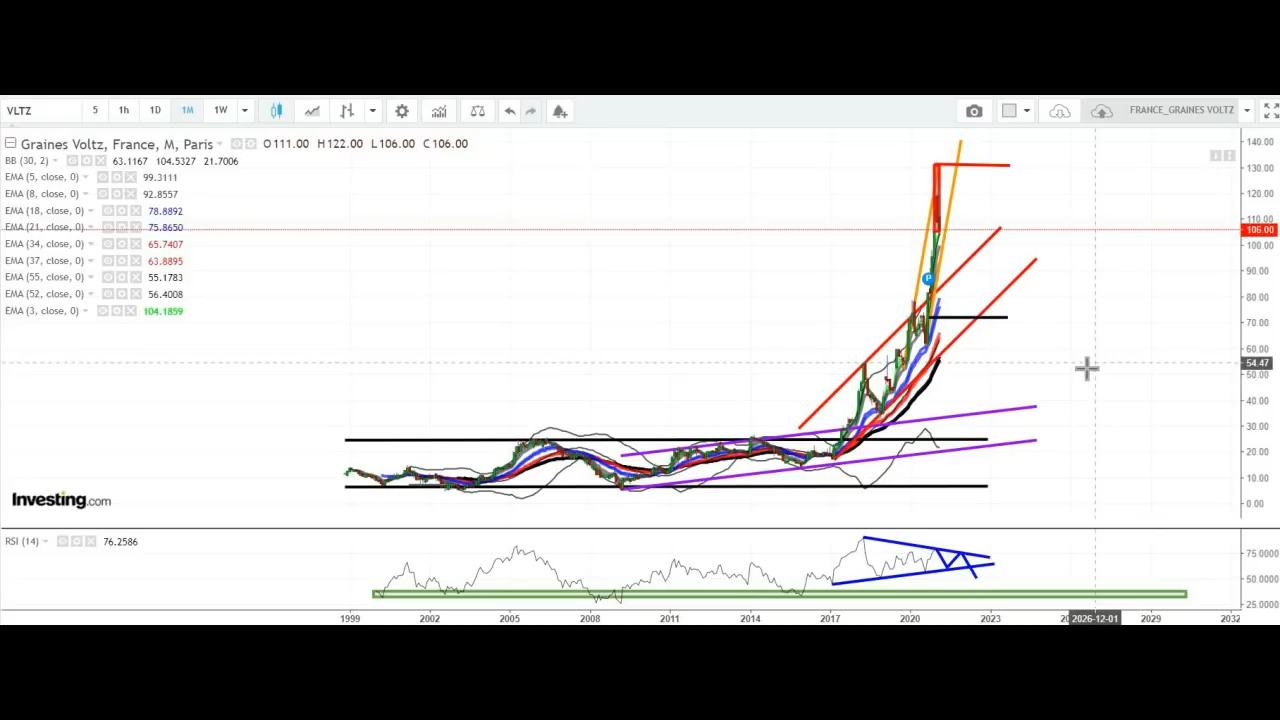 VLTZ 5 1h 1D 1M 1W FRANCE_GRAINES VOLTZ
Graines Voltz, France, M, Paris O111.00 H122.00 L106.00 C106.00
BB (30, 2) 63.1167 104.5327 21.7006
EMA (5, close, 0) 99.3111
EMA (8, close, 0) 92.8557
EMA (18, close, 0) 78.8892
EMA (21, close, 0) 75.8650
EMA (34, close, 0) 65.7407
EMA (37, close, 0) 63.8895
EMA (55, close, 0) 55.1783
EMA (52, close, 0) 56.4008
EMA (3, close, 0) 104.1859
P
140.00
130.00
120.00
110.00
106.00
100.00
90.00
80.00
70.00
60.00
54.47
50.00
40.00
30.00
20.00
10.00
0.00
Investing.com
RSI (14) 76.2586
75.0000
50.0000
25.0000
1999 2002 2005 2008 2011 2014 2017 2020 2023 2026-12-01 2029 2032